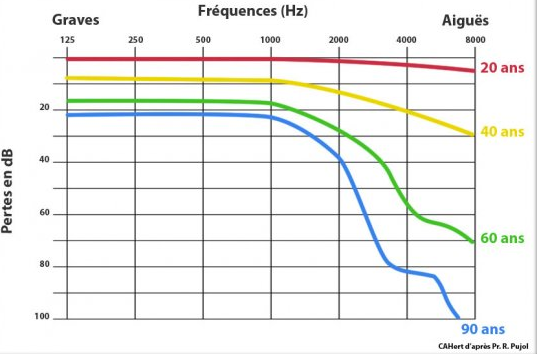 Fréquences (Hz)
Graves
Aiguës
125 250 500 1000 2000 4000 8000
20 ans
20
40 ans
40
60
60 ans
80
100
90 ans
Pertes en dB
CAHert d'après Pr. R. Pujol